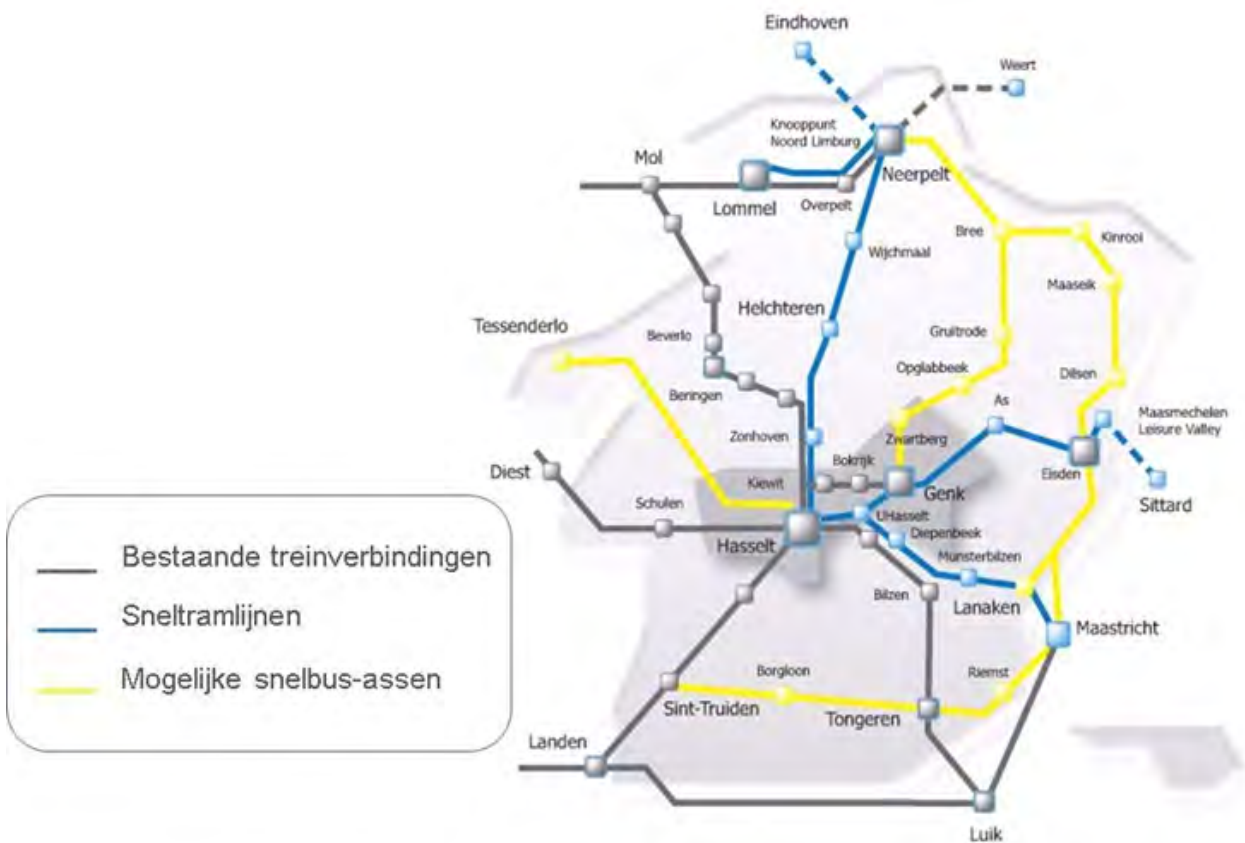 Eindhoven
Weert
Knooppunt
Noord Limburg
Mol
Neerpelt
Lommel
Overpelt
Bree
Kinrooi
Wijchmaal
Maaseik
Helchteren
Tessenderlo
Gruitrode
Beverlo
Opglabbeek
Dilsen
Beringen
As
Maasmechelen
Leisure Valley
Zonhoven
Zwartberg
Bokrijk
Diest
Kiewit
Eisden
Genk
Sittard
Schulen
UHasselt
Hasselt
Diepenbeek
Munsterbilzen
Bilzen
Lanaken
Maastricht
Borgloon
Riemst
Sint-Truiden
Tongeren
Landen
Luik
Bestaande treinverbindingen
Sneltramlijnen
Mogelijke snelbus-assen